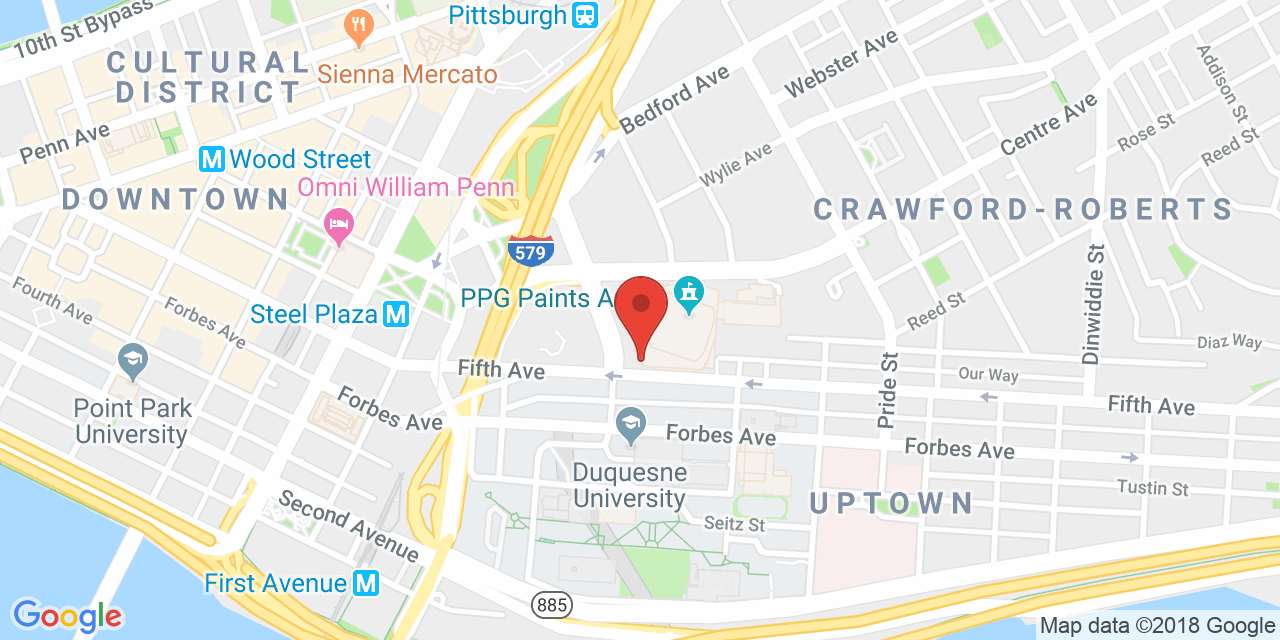 10th St Bypass
Pittsburgh
CULTURAL
DISTRICT
Sienna Mercato
Webster Ave
Addison St
Bedford Ave
Centre Ave
Penn Ave
Rose St
Reed St
M Wood Street
Wylie Ave
DOWNTOWN
Omni William Penn
CRAWFORD-ROBERTS
579
Dinwiddie St
Fourth Ave
Forbes Ave
Steel Plaza M
PPG Paints A
Reed St
Diaz Way
Fifth Ave
Our Way
Pride St
Point Park
University
Forbes Ave
Fifth Ave
Forbes Ave
Forbes Ave
Duquesne
University
Tustin St
UPTOWN
Second Avenue
Seitz St
First Avenue M
885
Google
Map data ©2018 Google